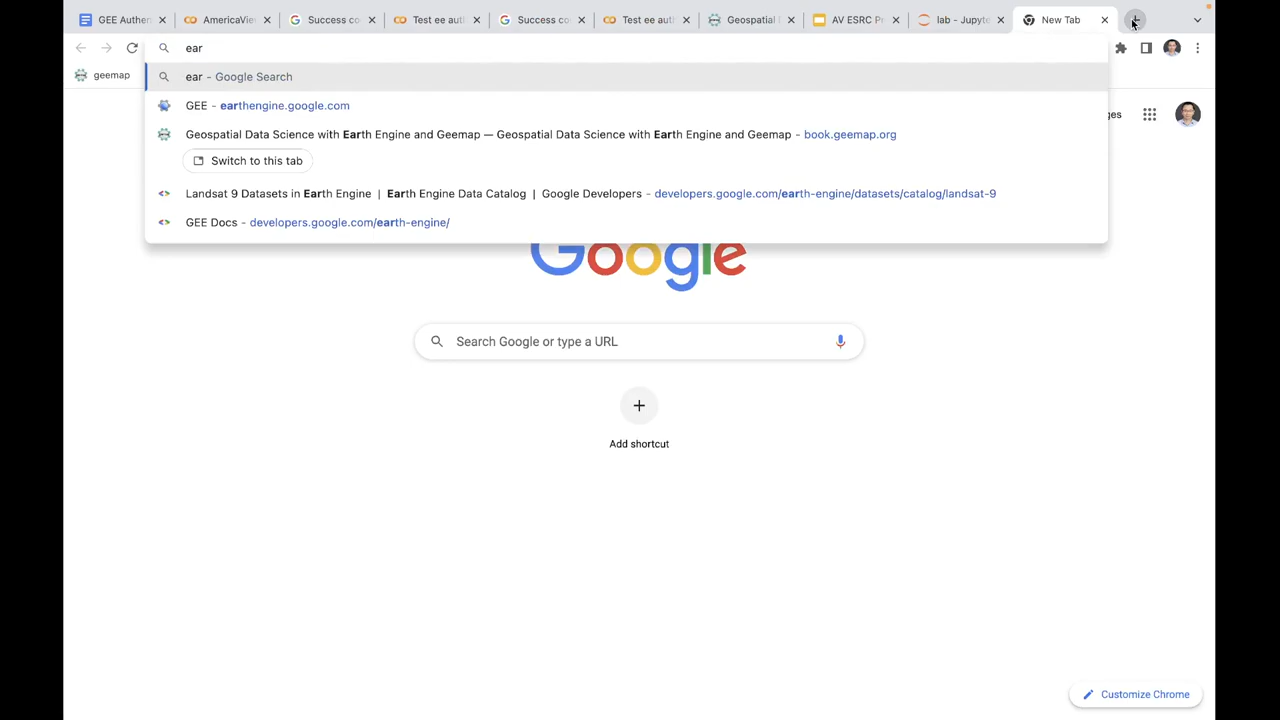 GEE Authen
AmericaView
Success co
Test ee aut
Success co
Test ee aut
Geospatial
AV ESRC Pr
lab - Jupyte
New Tab
ear
geemap
ear - Google Search
GEE - earthengine.google.com
Geospatial Data Science with Earth Engine and Geemap — Geospatial Data Science with Earth Engine and Geemap - book.geemap.org
Switch to this tab
Landsat 9 Datasets in Earth Engine | Earth Engine Data Catalog | Google Developers - developers.google.com/earth-engine/datasets/catalog/landsat-9
GEE Docs - developers.google.com/earth-engine/
ges
Google
Search Google or type a URL
Add shortcut
Customize Chrome